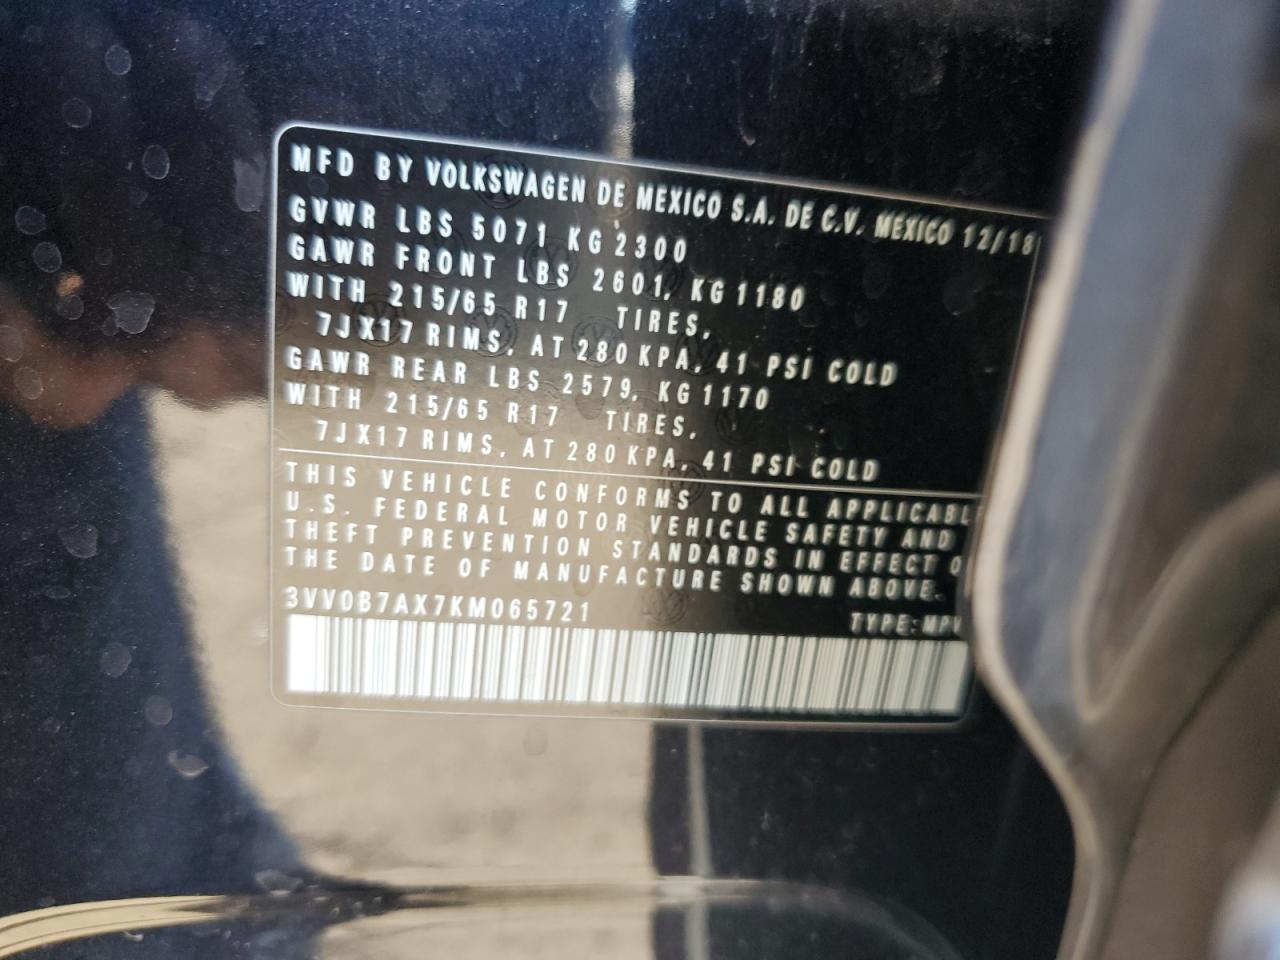 MFD BY VOLKSWAGEN DE MEXICO S.A. DE C.V. MEXICO 12/18
GVWR LBS 5071 KG 2300
GAWR FRONT LBS 2601, KG 1180
WITH 215/65 R17 TIRES,
7JX17 RIMS, AT 280 KPA, 41 PSI COLD
GAWR REAR LBS 2579, KG 1170
WITH 215/65 R17 TIRES,
7JX17 RIMS, AT 280 KPA, 41 PSI COLD
THIS VEHICLE CONFORMS TO ALL APPLICABL
U.S. FEDERAL MOTOR VEHICLE SAFETY AND
THEFT PREVENTION STANDARDS IN EFFECT O
THE DATE OF MANUFACTURE SHOWN ABOVE.
3VV0B7AX7KM065721 TYPE:MPV